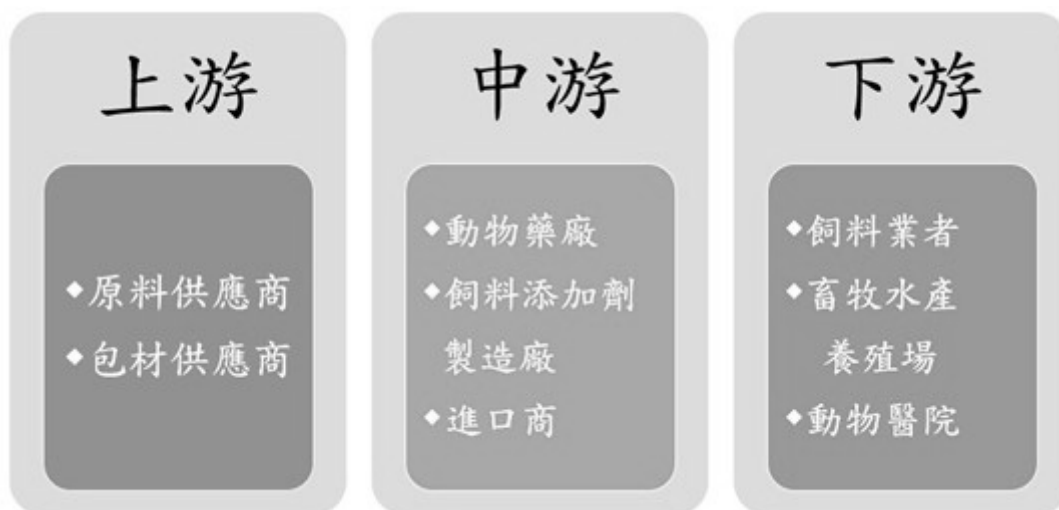 上游
◆原料供應商
◆包材供應商
中游
◆動物藥廠
◆飼料添加劑
製造廠
◆進口商
下游
◆飼料業者
◆畜牧水產
養殖場
◆動物醫院